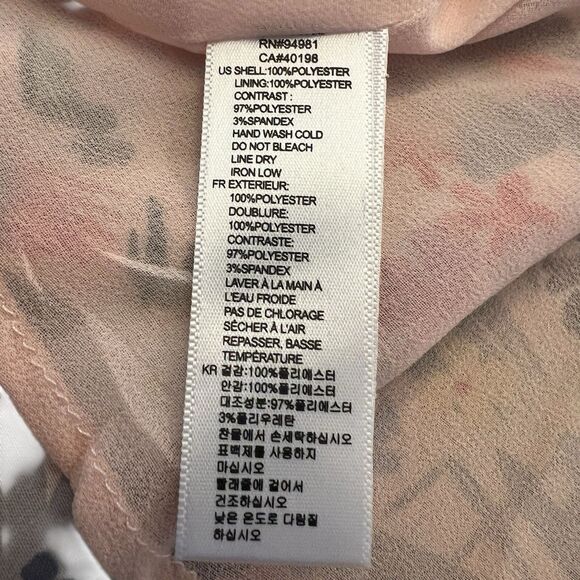 RN#94981
CA#40198
US SHELL:100%POLYESTER
LINING:100%POLYESTER
CONTRAST :
97%POLYESTER
3%SPANDEX
HAND WASH COLD
DO NOT BLEACH
LINE DRY
IRON LOW
FR EXTERIEUR:
100%POLYESTER
DOUBLURE:
100%POLYESTER
CONTRASTE:
97%POLYESTER
3%SPANDEX
LAVER À LA MAIN À
L'EAU FROIDE
PAS DE CHLORAGE
SÉCHER À L'AIR
REPASSER, BASSE
TEMPÉRATURE
KR 겉감:100%폴리에스터
안감:100%폴리에스터
대조성분:97%폴리에스터
3%폴리우레탄
찬물에서 손세탁하십시오
표백제를 사용하지
마십시오
빨래줄에 걸어서
건조하십시오
낮은 온도로 다림질
하십시오